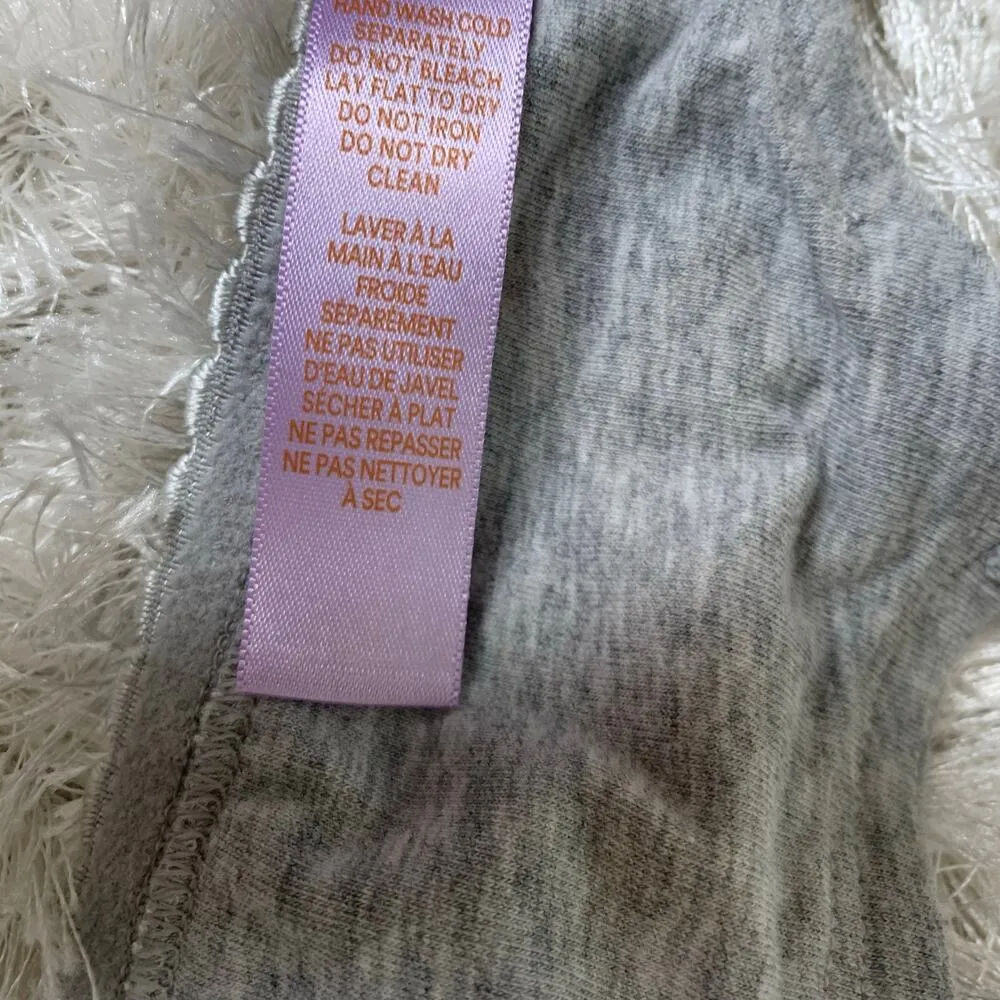 HAND WASH COLD
SEPARATELY
DO NOT BLEACH
LAY FLAT TO DRY
DO NOT IRON
DO NOT DRY
CLEAN
LAVER À LA
MAIN À L'EAU
FROIDE
SÉPARÉMENT
NE PAS UTILISER
D'EAU DE JAVEL
SÉCHER À PLAT
NE PAS REPASSER
NE PAS NETTOYER
À SEC